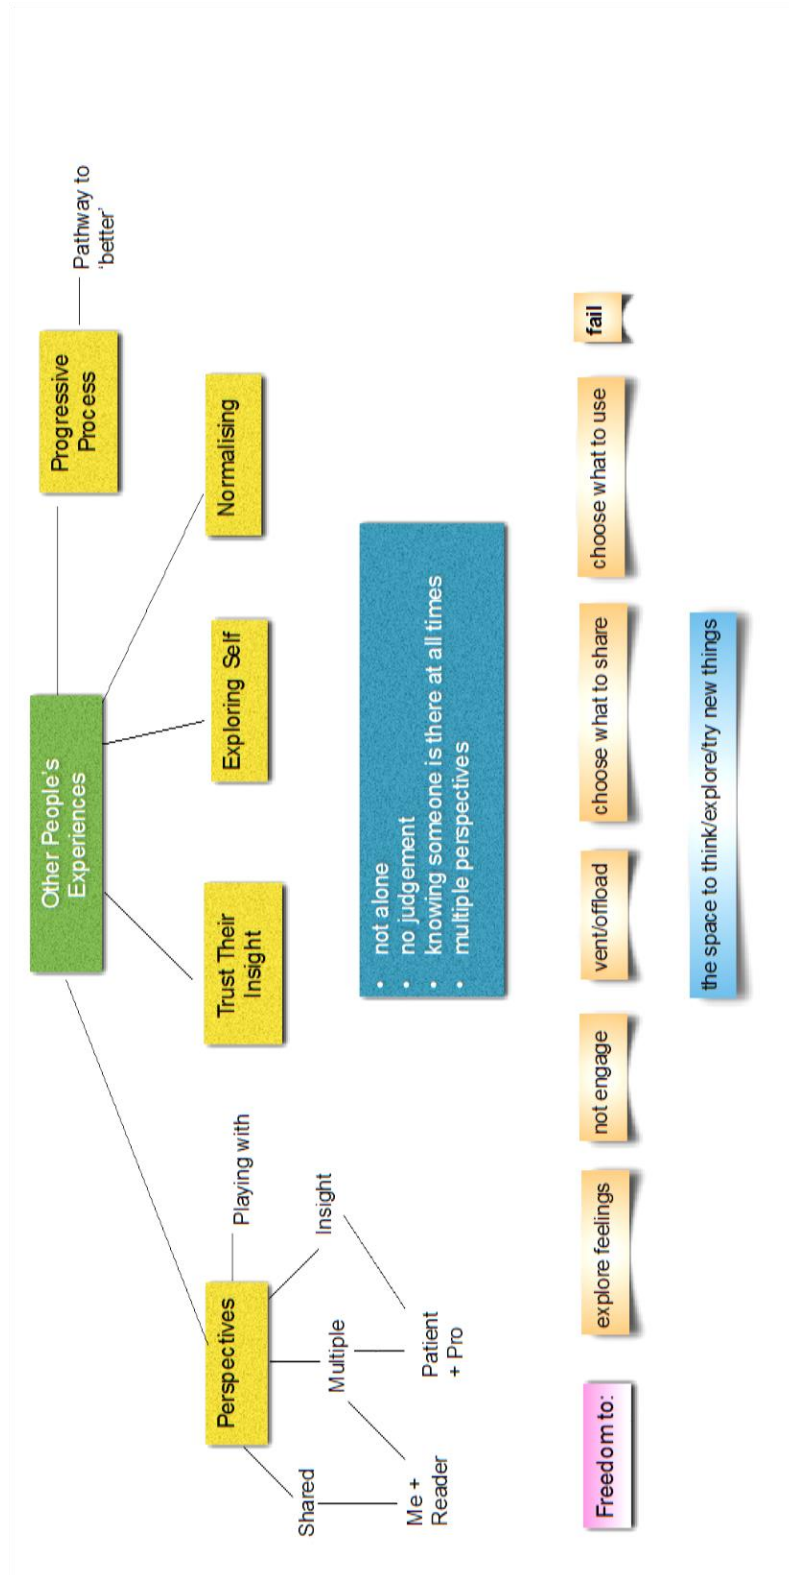 Other People's
Experiences
Progressive
Process
Pathway to
'better'
Perspectives
Playing with
Trust Their
Insight
Exploring Self
Normalising
Shared
Multiple
Insight
Me +
Reader
Patient
+ Pro
• not alone
• no judgement
• knowing someone is there at all times
• multiple perspectives
Freedom to:
explore feelings
not engage
vent/offload
choose what to share
choose what to use
fail
the space to think/explore/try new things